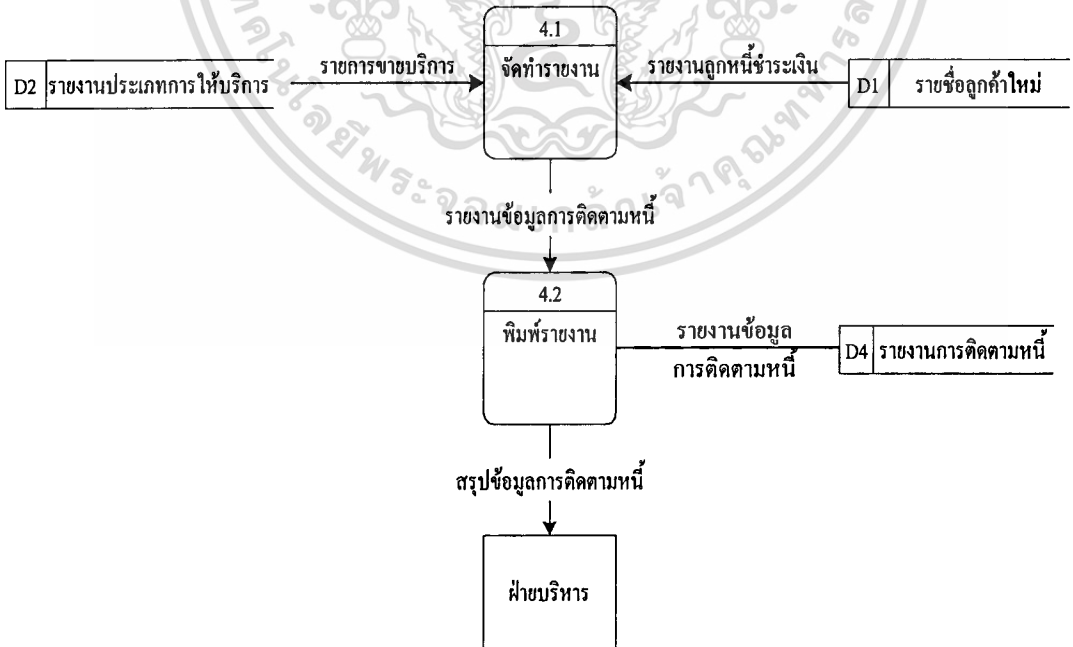 4.1
D2 รายงานประเภทการให้บริการ
รายการขายบริการ
จัดทำรายงาน
รายงานลูกหนี้ชำระเงิน
D1 รายชื่อลูกค้าใหม่
รายงานข้อมูลการติดตามหนี้
4.2
พิมพ์รายงาน
รายงานข้อมูล
การติดตามหนี้
D4 รายงานการติดตามหนี้
สรุปข้อมูลการติดตามหนี้
ฝ่ายบริหาร